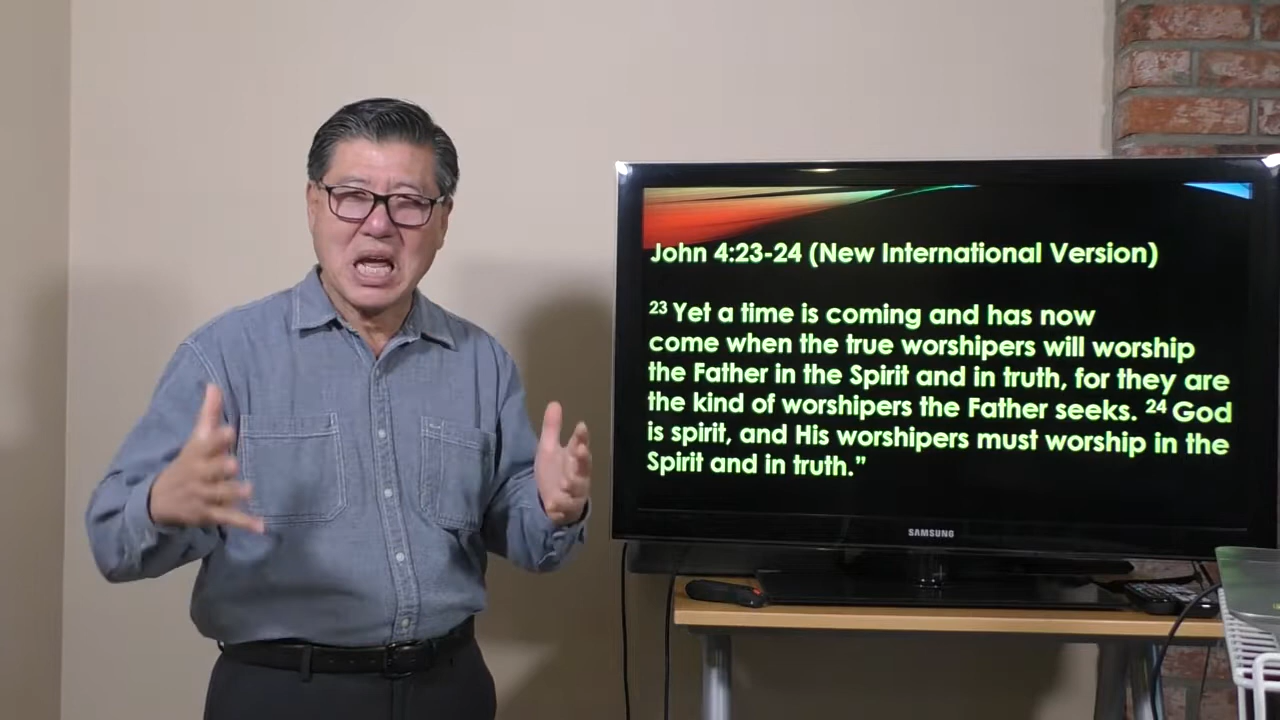 John 4:23-24 (New International Version)
23 Yet a time is coming and has now
come when the true worshipers will worship
the Father in the Spirit and in truth, for they are
the kind of worshipers the Father seeks. 24 God
is spirit, and His worshipers must worship in the
Spirit and in truth.”
SAMSUNG